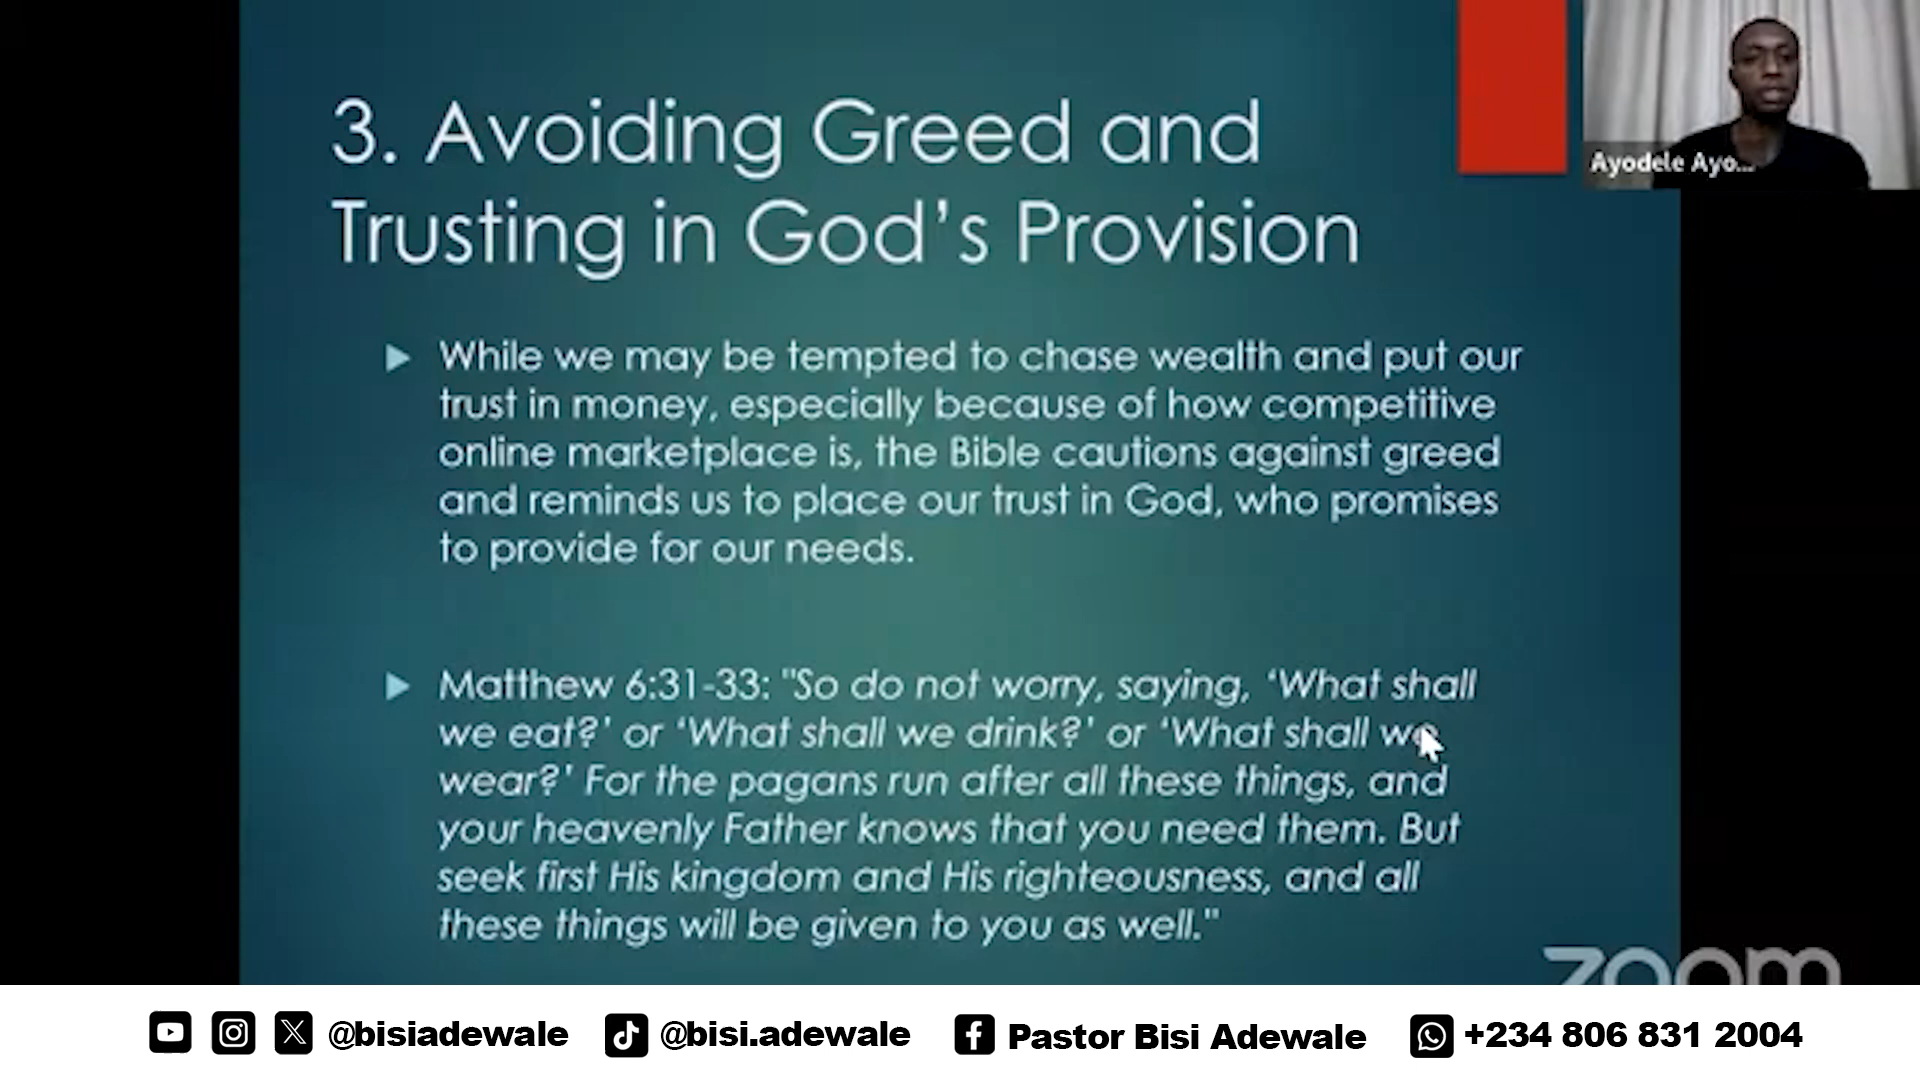 3. Avoiding Greed and
Trusting in God’s Provision
While we may be tempted to chase wealth and put our
trust in money, especially because of how competitive
online marketplace is, the Bible cautions against greed
and reminds us to place our trust in God, who promises
to provide for our needs.
Matthew 6:31-33: "So do not worry, saying, ‘What shall
we eat?’ or ‘What shall we drink?’ or ‘What shall we
wear?’ For the pagans run after all these things, and
your heavenly Father knows that you need them. But
seek first His kingdom and His righteousness, and all
these things will be given to you as well."
Ayodele Ayo...
zoom
@bisiadewale @bisi.adewale Pastor Bisi Adewale +234 806 831 2004